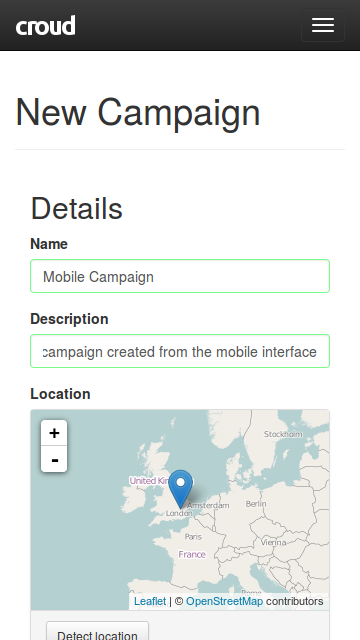 croud
New Campaign
Details
Name
Mobile Campaign
Description
campaign created from the mobile interface
Location
+
-
Stockholm
United Kin
Amsterdam
Berlin
London
Paris
Vienna
France
Leaflet | © OpenStreetMap contributors
Detect location